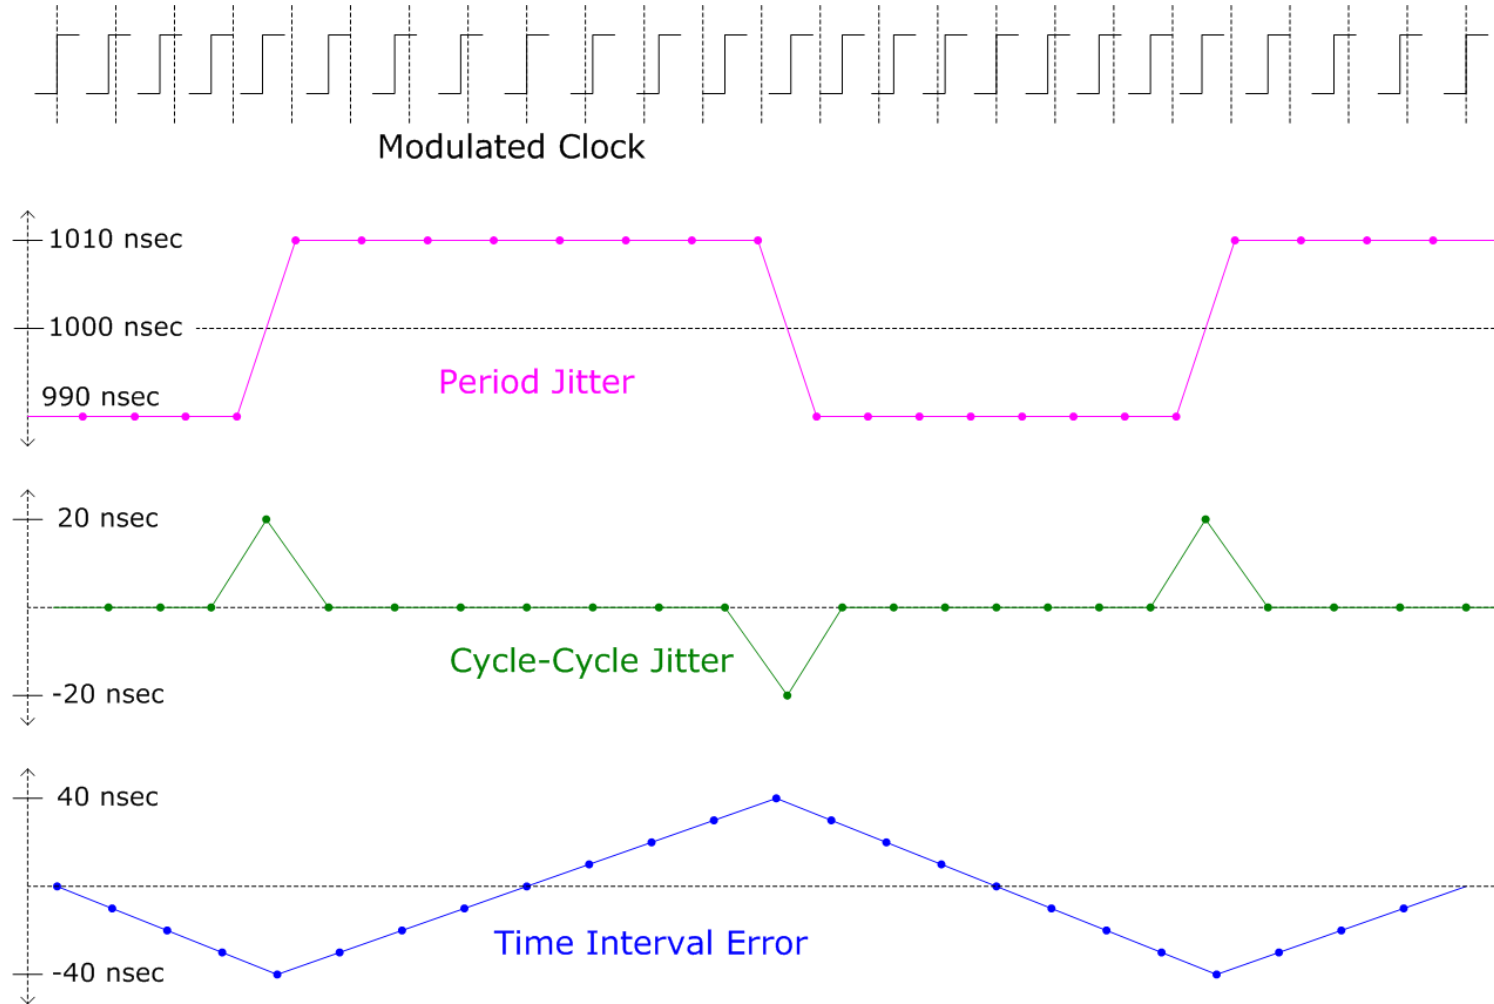 Modulated Clock
1010 nsec
1000 nsec
Period Jitter
990 nsec
20 nsec
Cycle-Cycle Jitter
-20 nsec
40 nsec
Time Interval Error
-40 nsec